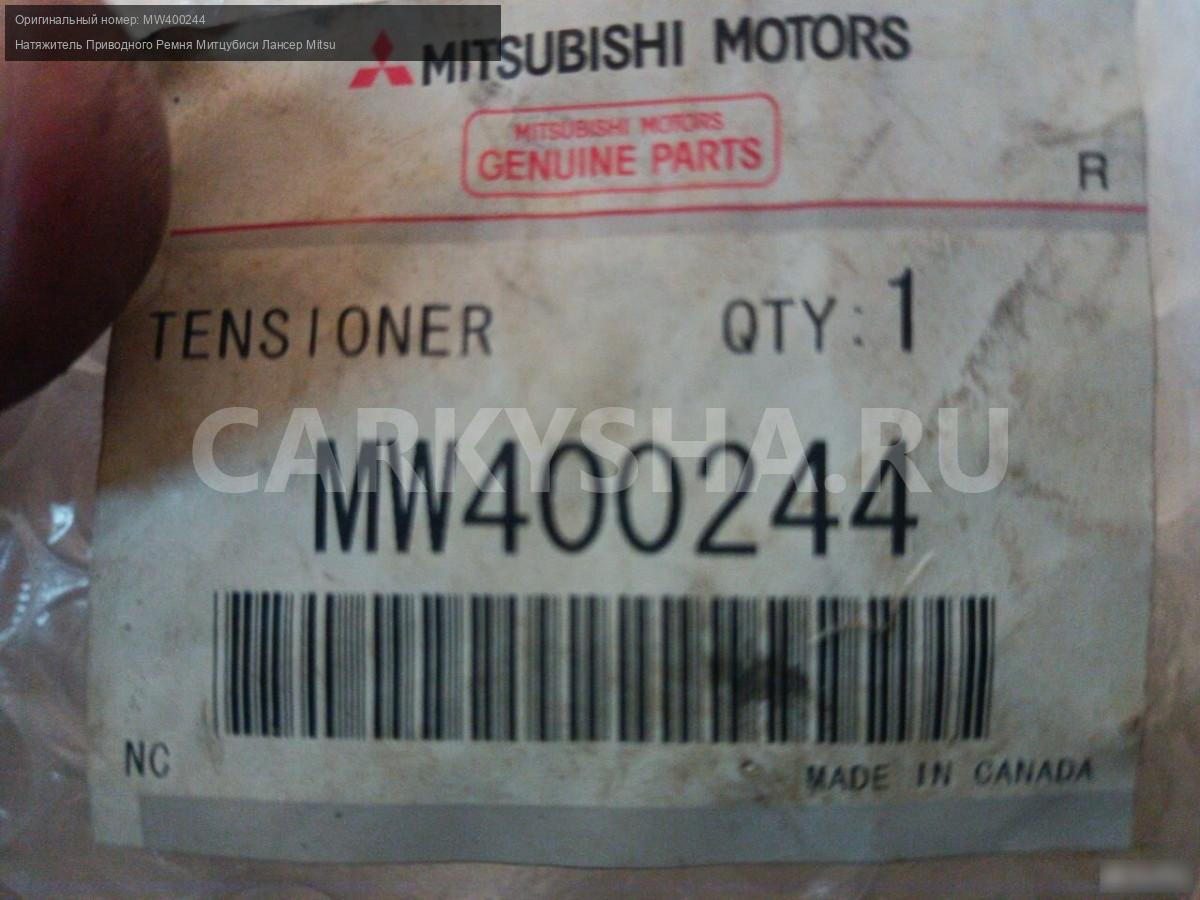 Оригинальный номер: MW400244
Натяжитель Приводного Ремня Митцубиси Лансер Mitsu
MITSUBISHI MOTORS
MITSUBISHI MOTORS
GENUINE PARTS
R
TENSIONER QTY: 1
CARKYSHA.RU
MW400244
NC
MADE IN CANADA